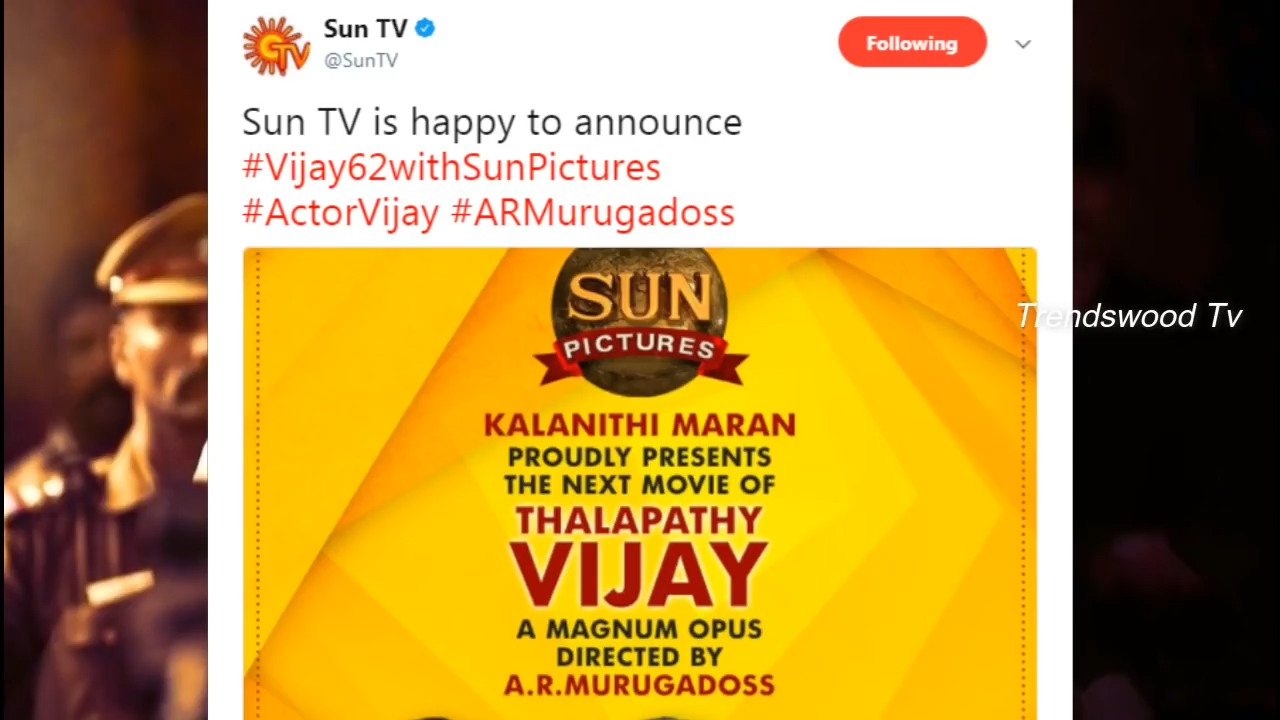 Sun TV
@SunTV
Following
Sun TV is happy to announce
#Vijay62withSunPictures
#ActorVijay #ARMurugadoss
SUN
PICTURES
KALANITHI MARAN
PROUDLY PRESENTS
THE NEXT MOVIE OF
THALAPATHY
VIJAY
A MAGNUM OPUS
DIRECTED BY
A.R.MURUGADOSS
Trendswood Tv